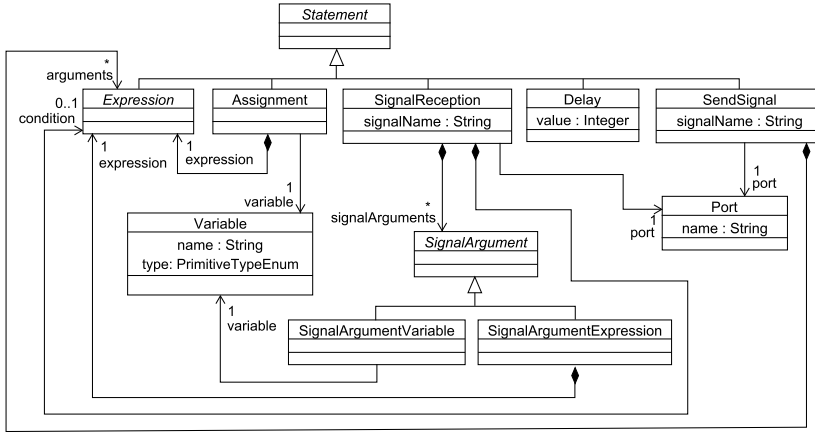 Statement
*
arguments
0..1
condition
Expression
Assignment
SignalReception
signalName : String
Delay
value : Integer
SendSignal
signalName : String
1
expression
1
expression
1
variable
*
signalArguments
1
port
1
port
Variable
name : String
type: PrimitiveTypeEnum
SignalArgument
Port
name : String
1
variable
SignalArgumentVariable
SignalArgumentExpression